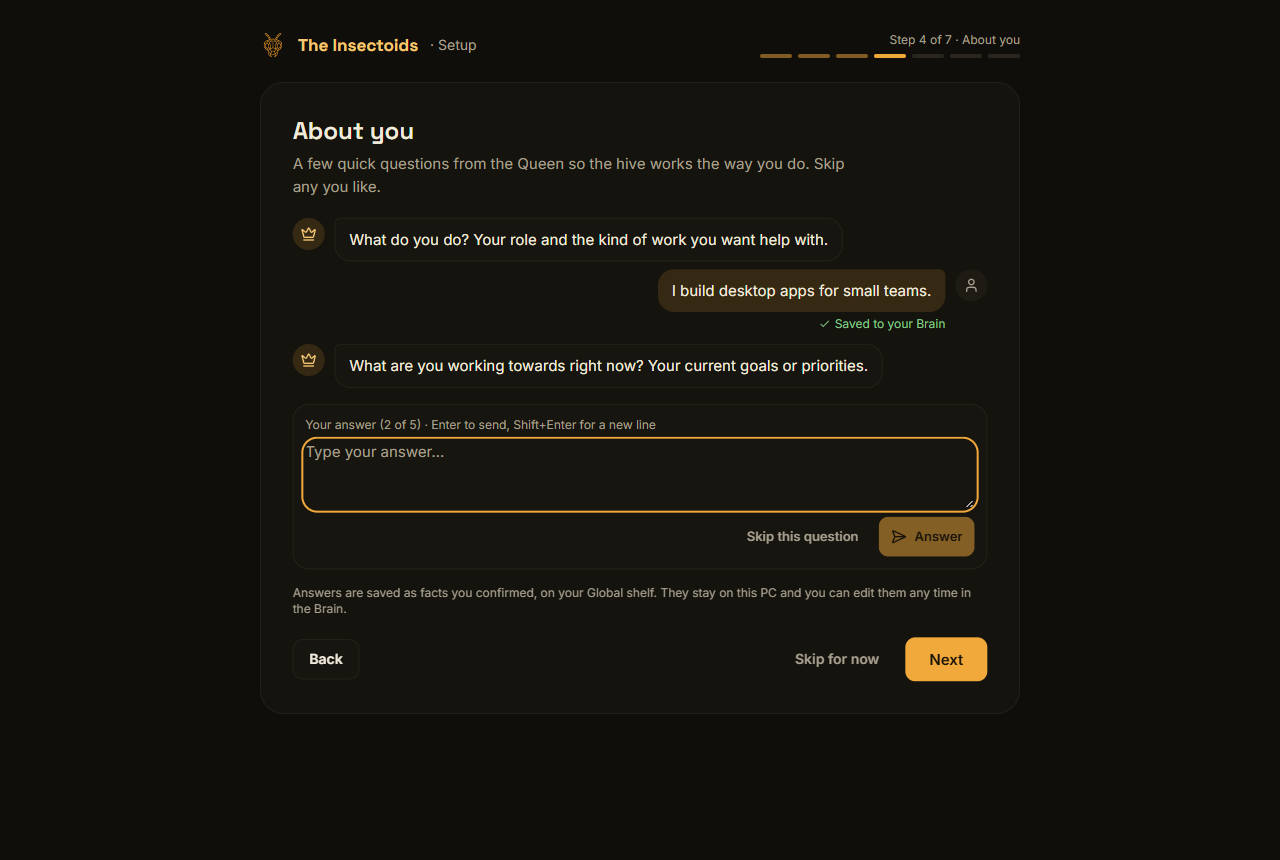 The Insectoids · Setup
Step 4 of 7 · About you
About you
A few quick questions from the Queen so the hive works the way you do. Skip
any you like.
What do you do? Your role and the kind of work you want help with.
I build desktop apps for small teams.
✓ Saved to your Brain
What are you working towards right now? Your current goals or priorities.
Your answer (2 of 5) · Enter to send, Shift+Enter for a new line
Type your answer...
Skip this question
Answer
Answers are saved as facts you confirmed, on your Global shelf. They stay on this PC and you can edit them any time in
the Brain.
Back
Skip for now
Next